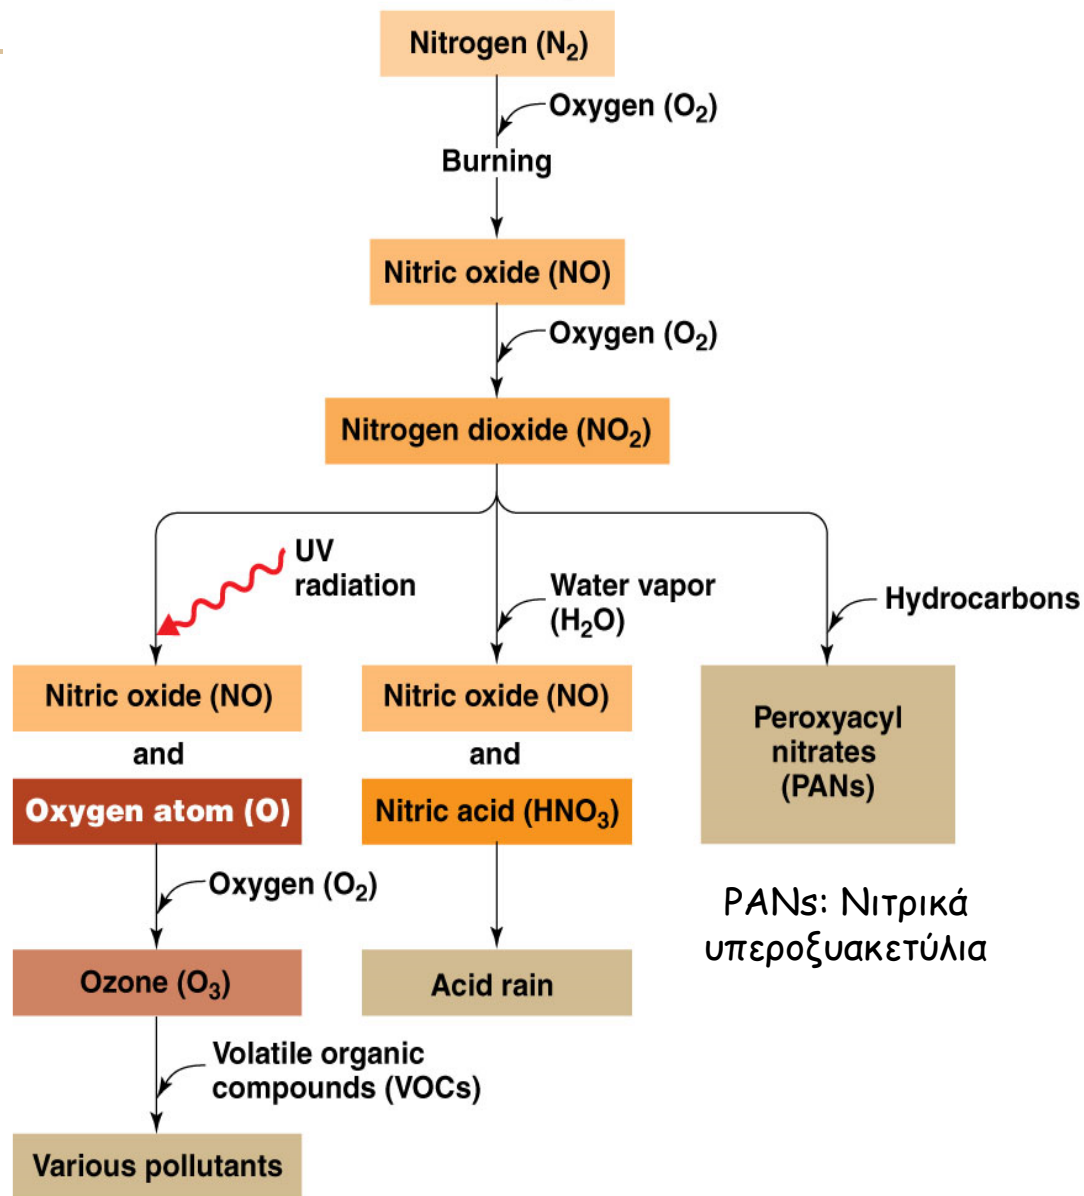 Nitrogen (N₂)
Oxygen (O₂)
Burning
Nitric oxide (NO)
Oxygen (O₂)
Nitrogen dioxide (NO₂)
UV
radiation
Water vapor
(H₂O)
Hydrocarbons
Nitric oxide (NO)
and
Oxygen atom (O)
Oxygen (O₂)
Ozone (O₃)
Volatile organic
compounds (VOCs)
Various pollutants
Nitric oxide (NO)
and
Nitric acid (HNO₃)
Acid rain
Peroxyacyl
nitrates
(PANs)
PANs: Νιτρικά
υπεροξυακετύλια